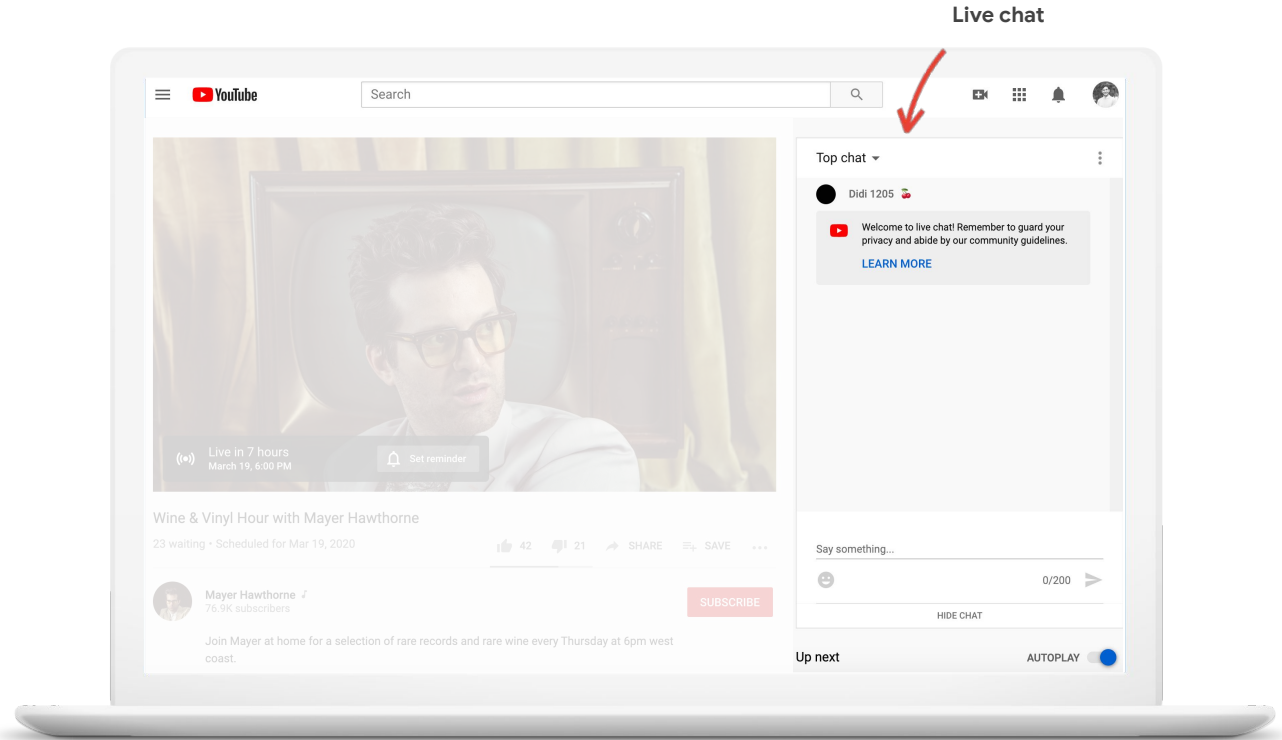 Live chat
YouTube
Search
Top chat
Didi 1205
Welcome to live chat! Remember to guard your
privacy and abide by our community guidelines.
LEARN MORE
Live in 7 hours
March 19, 6:00 PM
Set reminder
Wine & Vinyl Hour with Mayer Hawthorne
23 waiting • Scheduled for Mar 19, 2020
42
21
SHARE
SAVE
Mayer Hawthorne
76.9K subscribers
SUBSCRIBE
Join Mayer at home for a selection of rare records and rare wine every Thursday at 6pm west
coast.
Say something...
0/200
HIDE CHAT
Up next
AUTOPLAY